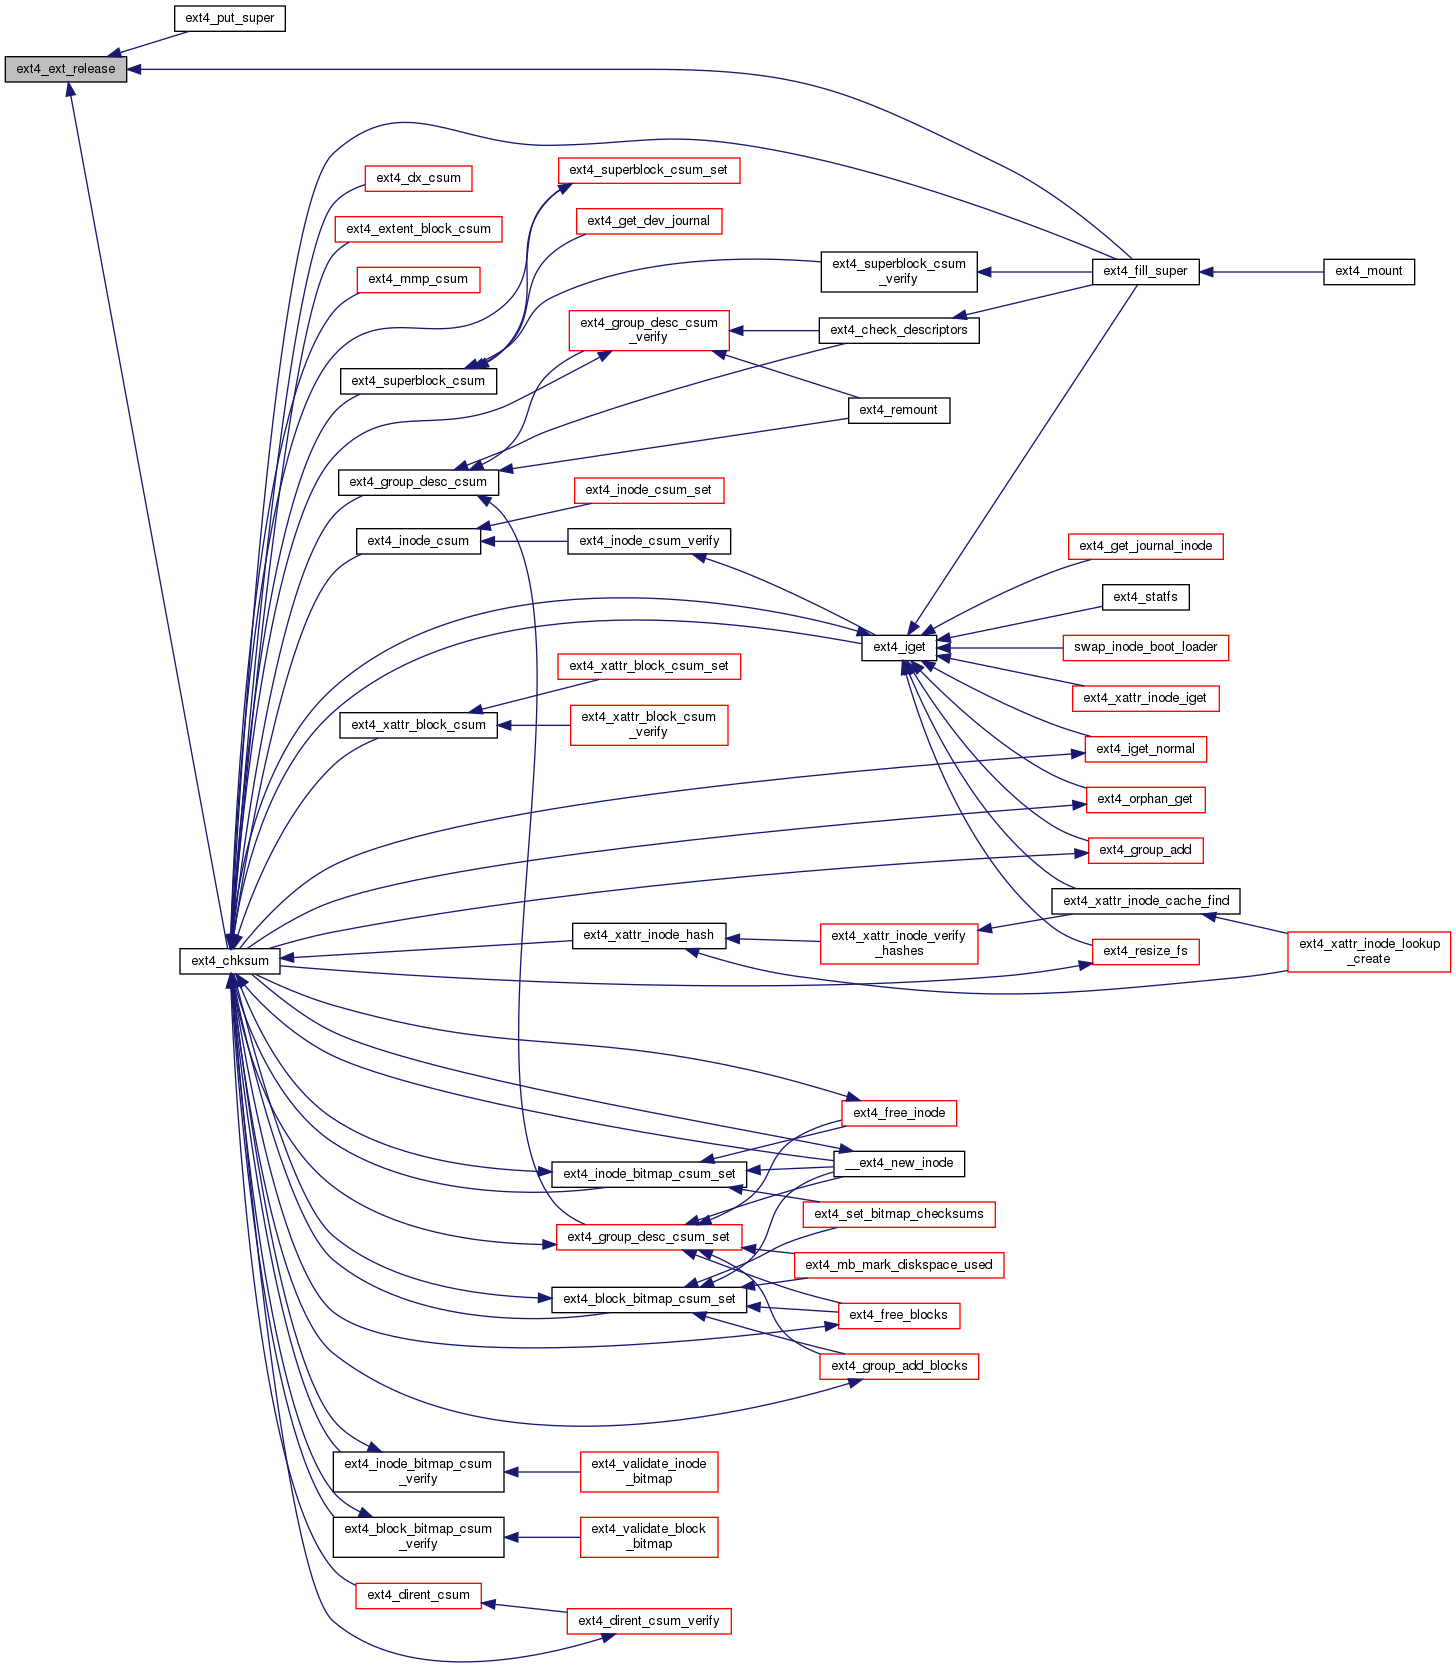 ext4_put_super
ext4_ext_release
ext4_dx_csum
ext4_superblock_csum_set
ext4_extent_block_csum
ext4_get_dev_journal
ext4_mmp_csum
ext4_superblock_csum
_verify
ext4_fill_super
ext4_mount
ext4_group_desc_csum
_verify
ext4_check_descriptors
ext4_superblock_csum
ext4_remount
ext4_group_desc_csum
ext4_inode_csum_set
ext4_inode_csum
ext4_inode_csum_verify
ext4_get_journal_inode
ext4_statfs
ext4_iget
swap_inode_boot_loader
ext4_xattr_block_csum_set
ext4_xattr_inode_iget
ext4_xattr_block_csum
ext4_xattr_block_csum
_verify
ext4_iget_normal
ext4_orphan_get
ext4_group_add
ext4_xattr_inode_cache_find
ext4_xattr_inode_hash
ext4_xattr_inode_verify
_hashes
ext4_xattr_inode_lookup
_create
ext4_resize_fs
ext4_chksum
ext4_free_inode
ext4_inode_bitmap_csum_set
__ext4_new_inode
ext4_set_bitmap_checksums
ext4_group_desc_csum_set
ext4_mb_mark_diskspace_used
ext4_block_bitmap_csum_set
ext4_free_blocks
ext4_group_add_blocks
ext4_inode_bitmap_csum
_verify
ext4_validate_inode
_bitmap
ext4_block_bitmap_csum
_verify
ext4_validate_block
_bitmap
ext4_dirent_csum
ext4_dirent_csum_verify